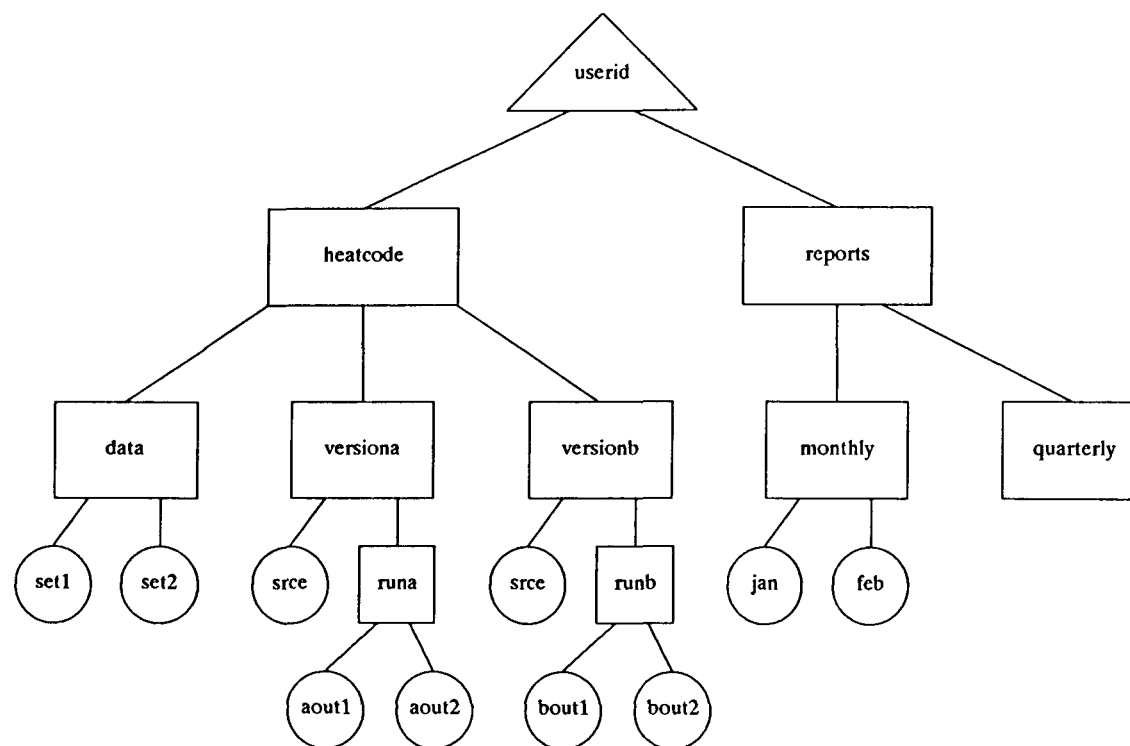 userid
heatcode
reports
data
versiona
versionb
monthly
quarterly
set1
set2
srce
runa
srce
runb
jan
feb
aout1
aout2
bout1
bout2